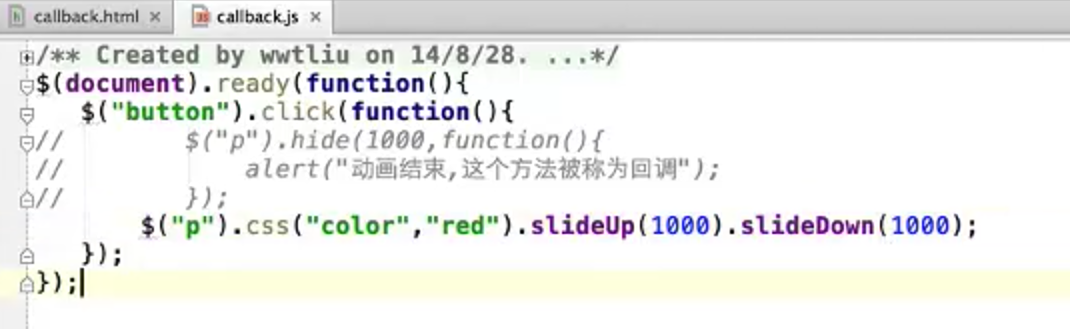 callback.html × callback.js ×
/** Created by wwtliu on 14/8/28. ...*/
$(document).ready(function(){
    $("button").click(function(){
//        $("p").hide(1000,function(){
//            alert("动画结束,这个方法被称为回调");
//        });
        $("p").css("color","red").slideUp(1000).slideDown(1000);
    });
});